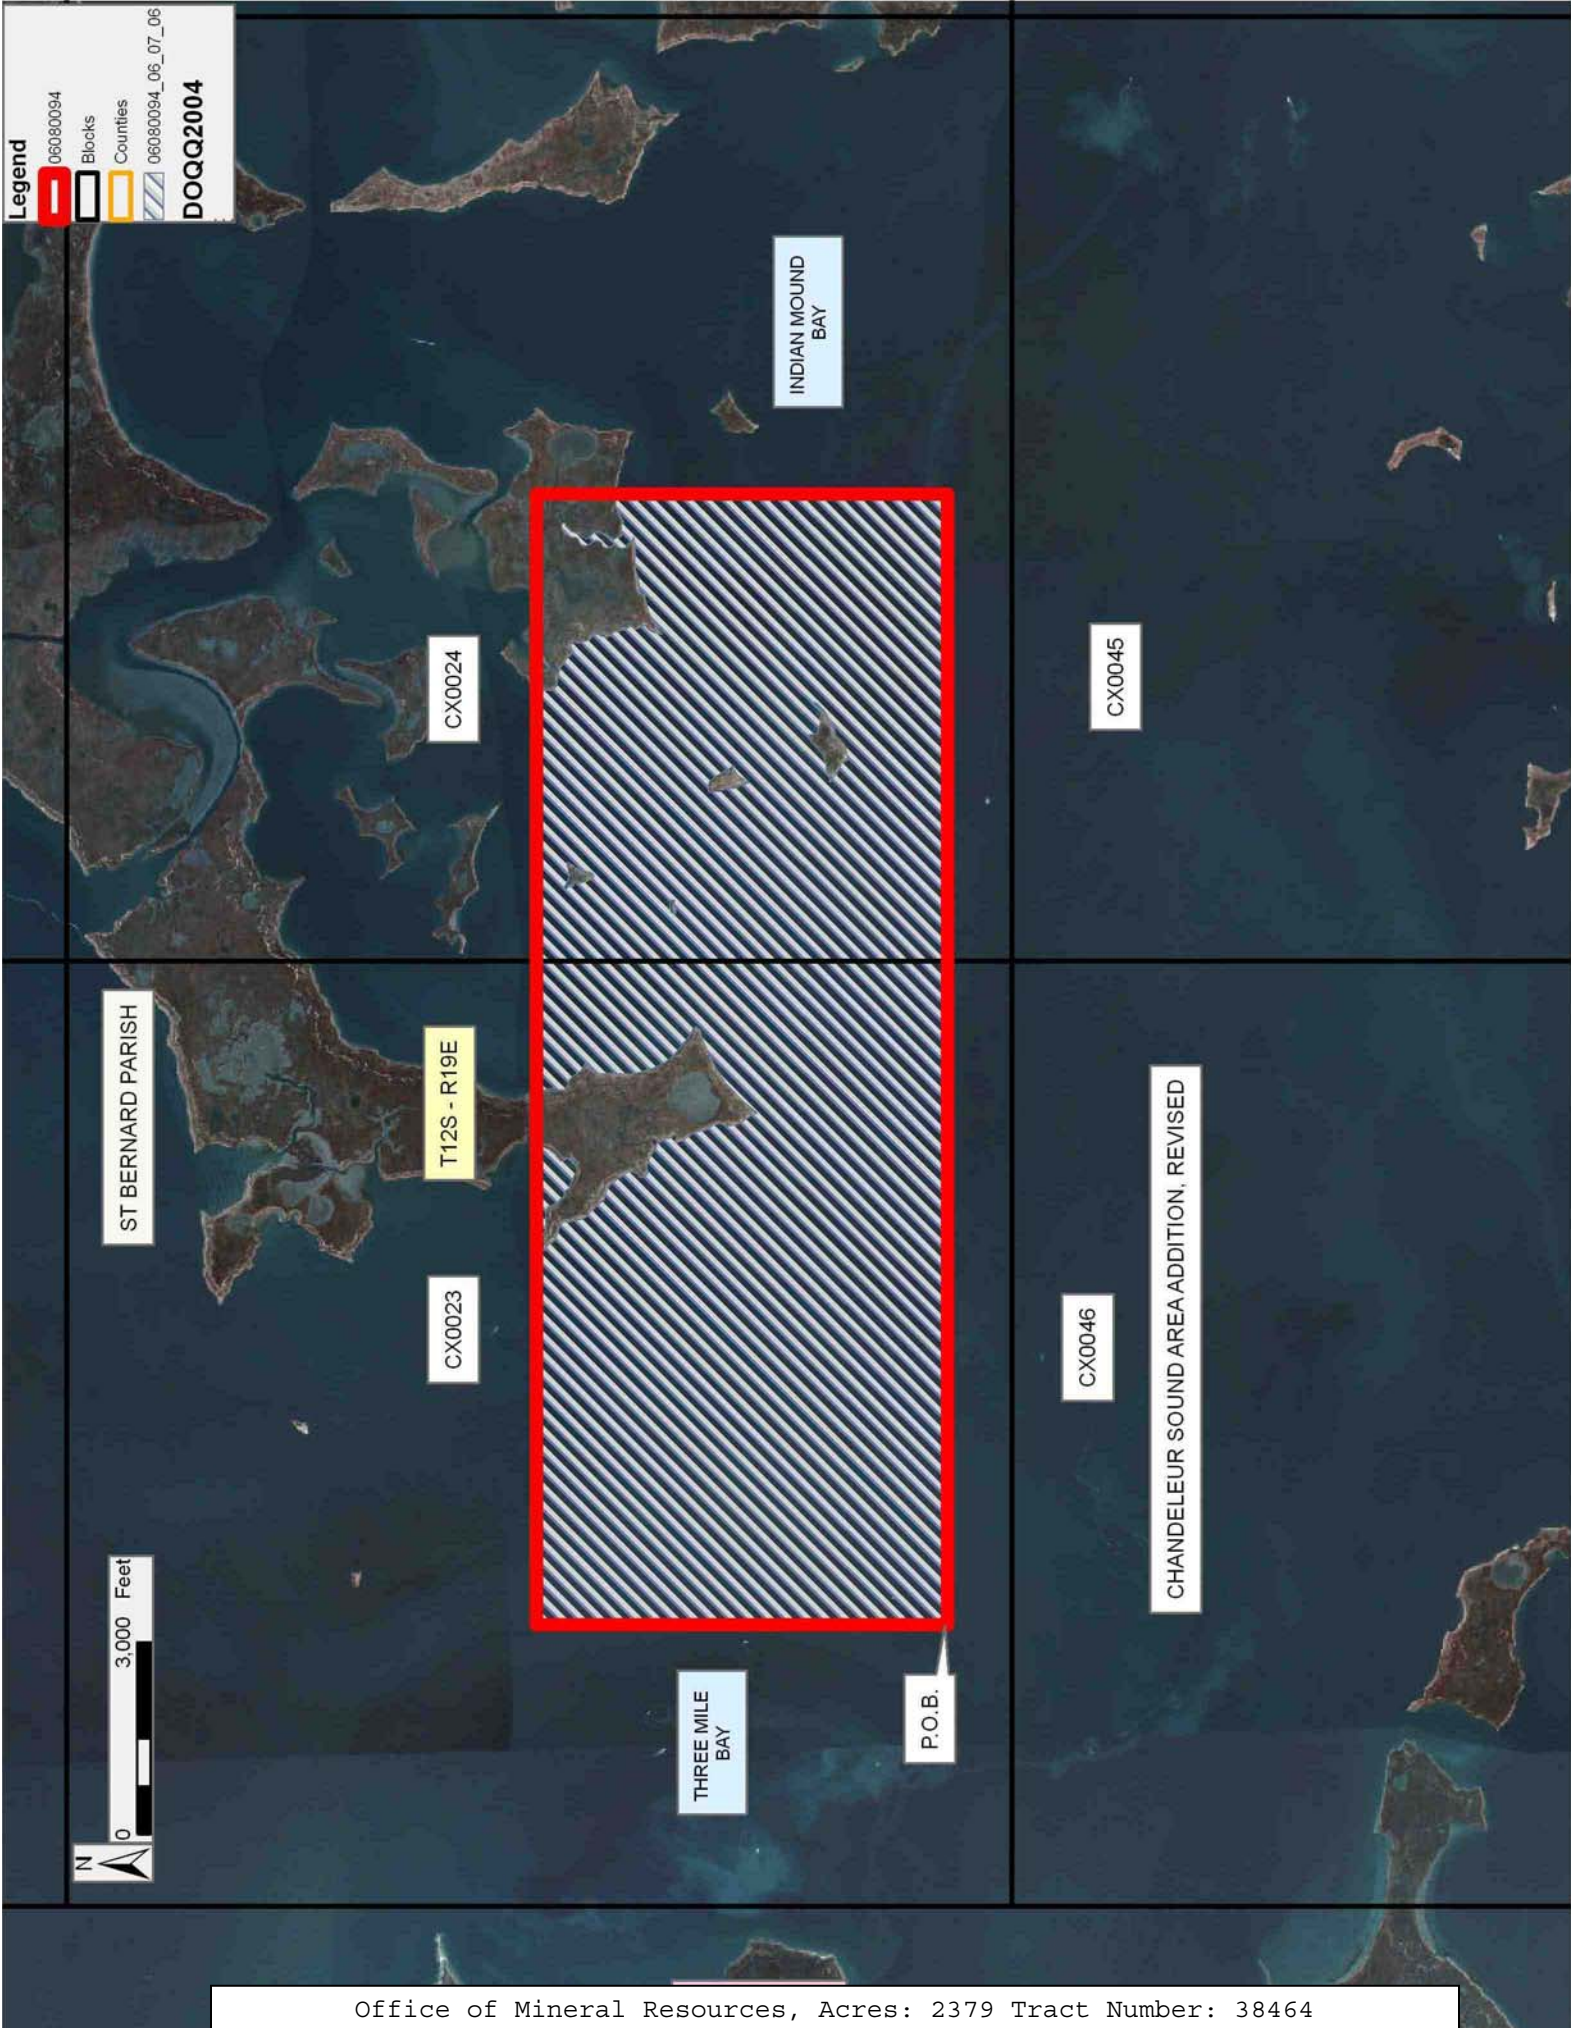 Legend
06080094
Blocks
Counties
06080094_06_07_06
DOQQ2004
N
0
3,000 Feet
ST BERNARD PARISH
T12S - R19E
CX0023
CX0024
THREE MILE
BAY
INDIAN MOUND
BAY
P.O.B.
CX0046
CX0045
CHANDELEUR SOUND AREA ADDITION, REVISED
Office of Mineral Resources, Acres: 2379 Tract Number: 38464